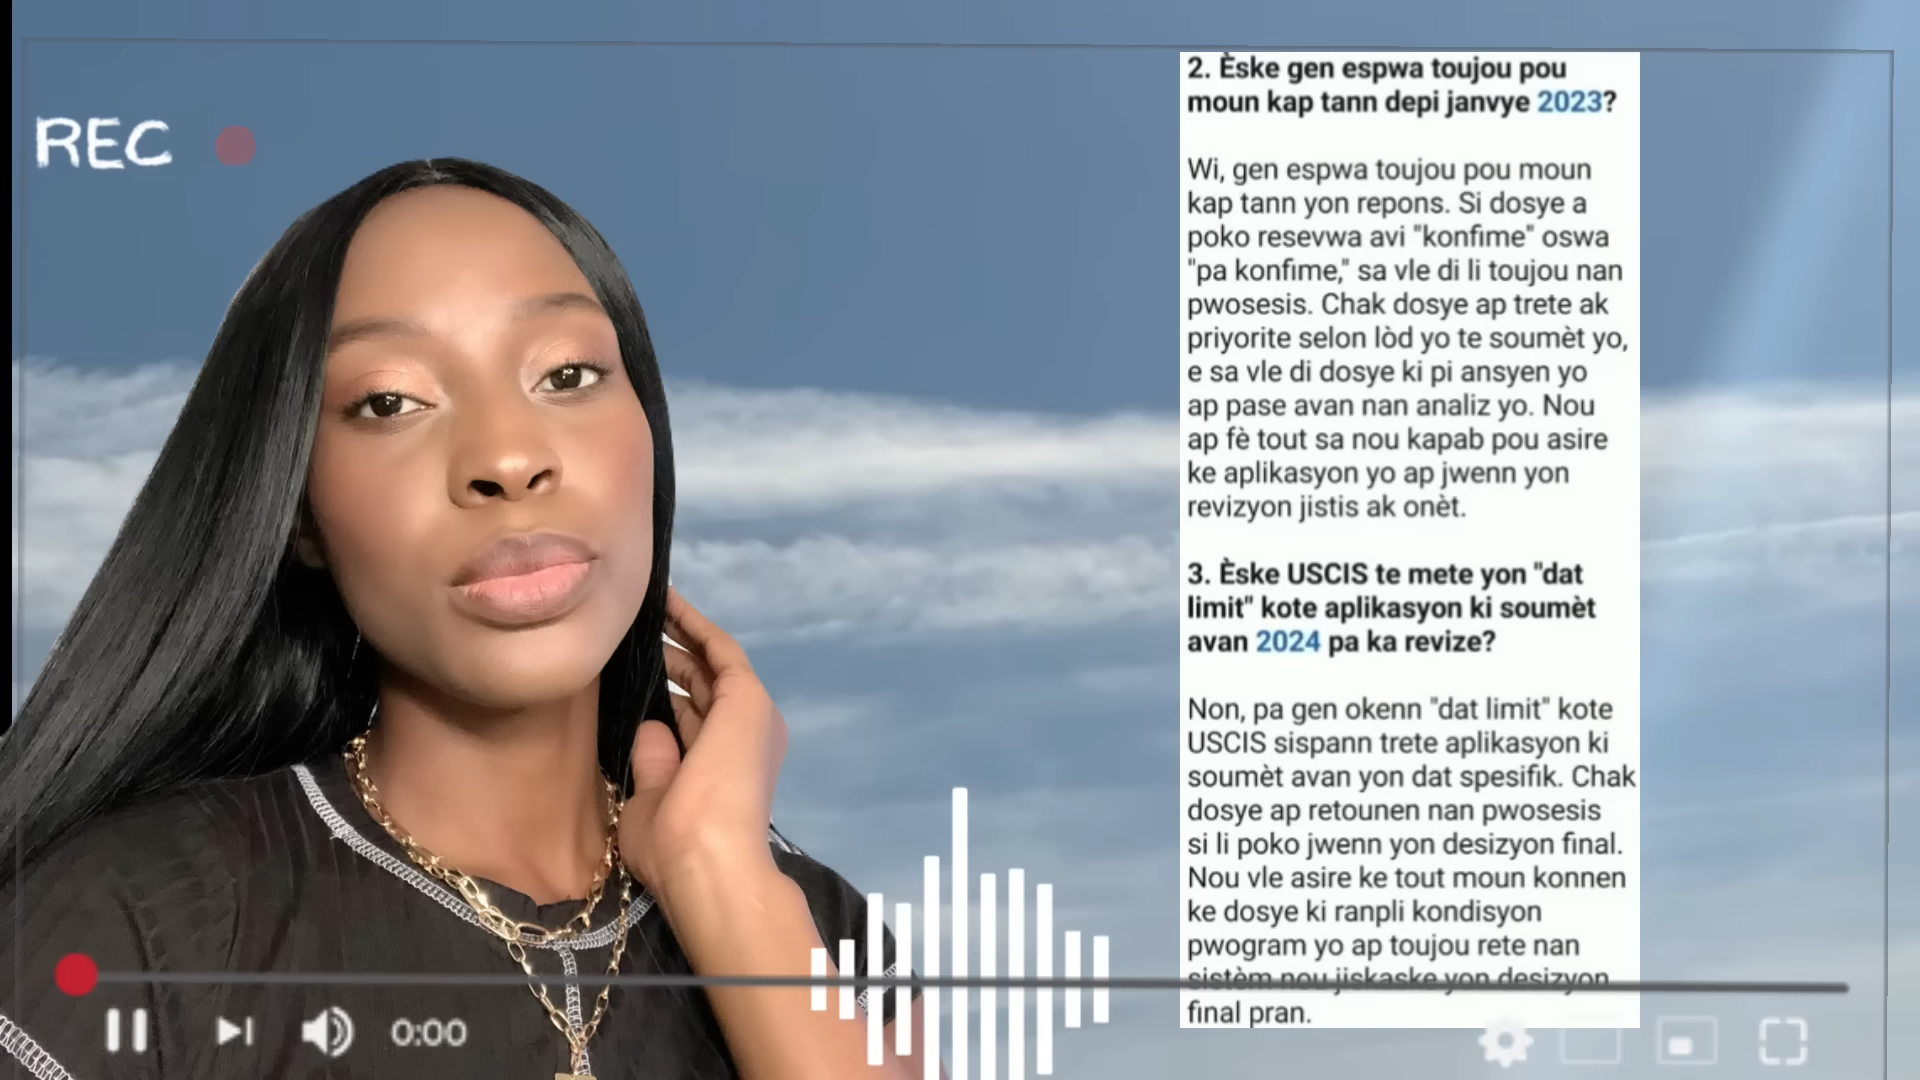 REC
2. Èske gen espwa toujou pou
moun kap tann depi janvye 2023?
Wi, gen espwa toujou pou moun
kap tann yon repons. Si dosye a
poko resevwa avi "konfime" oswa
"pa konfime," sa vle di li toujou nan
pwosesis. Chak dosye ap trete ak
priyorite selon lòd yo te soumèt yo,
e sa vle di dosye ki pi ansyen yo
ap pase avan nan analiz yo. Nou
ap fè tout sa nou kapab pou asire
ke aplikasyon yo ap jwenn yon
revizyon jistis ak onèt.
3. Èske USCIS te mete yon "dat
limit" kote aplikasyon ki soumèt
avan 2024 pa ka revize?
Non, pa gen okenn "dat limit" kote
USCIS sispann trete aplikasyon ki
soumèt avan yon dat spesifik. Chak
dosye ap retounen nan pwosesis
si li poko jwenn yon desizyon final.
Nou vle asire ke tout moun konnen
ke dosye ki ranpli kondisyon
pwogram yo ap toujou rete nan
sistèm nou jiskaske yon desizyon
final pran.
0:00